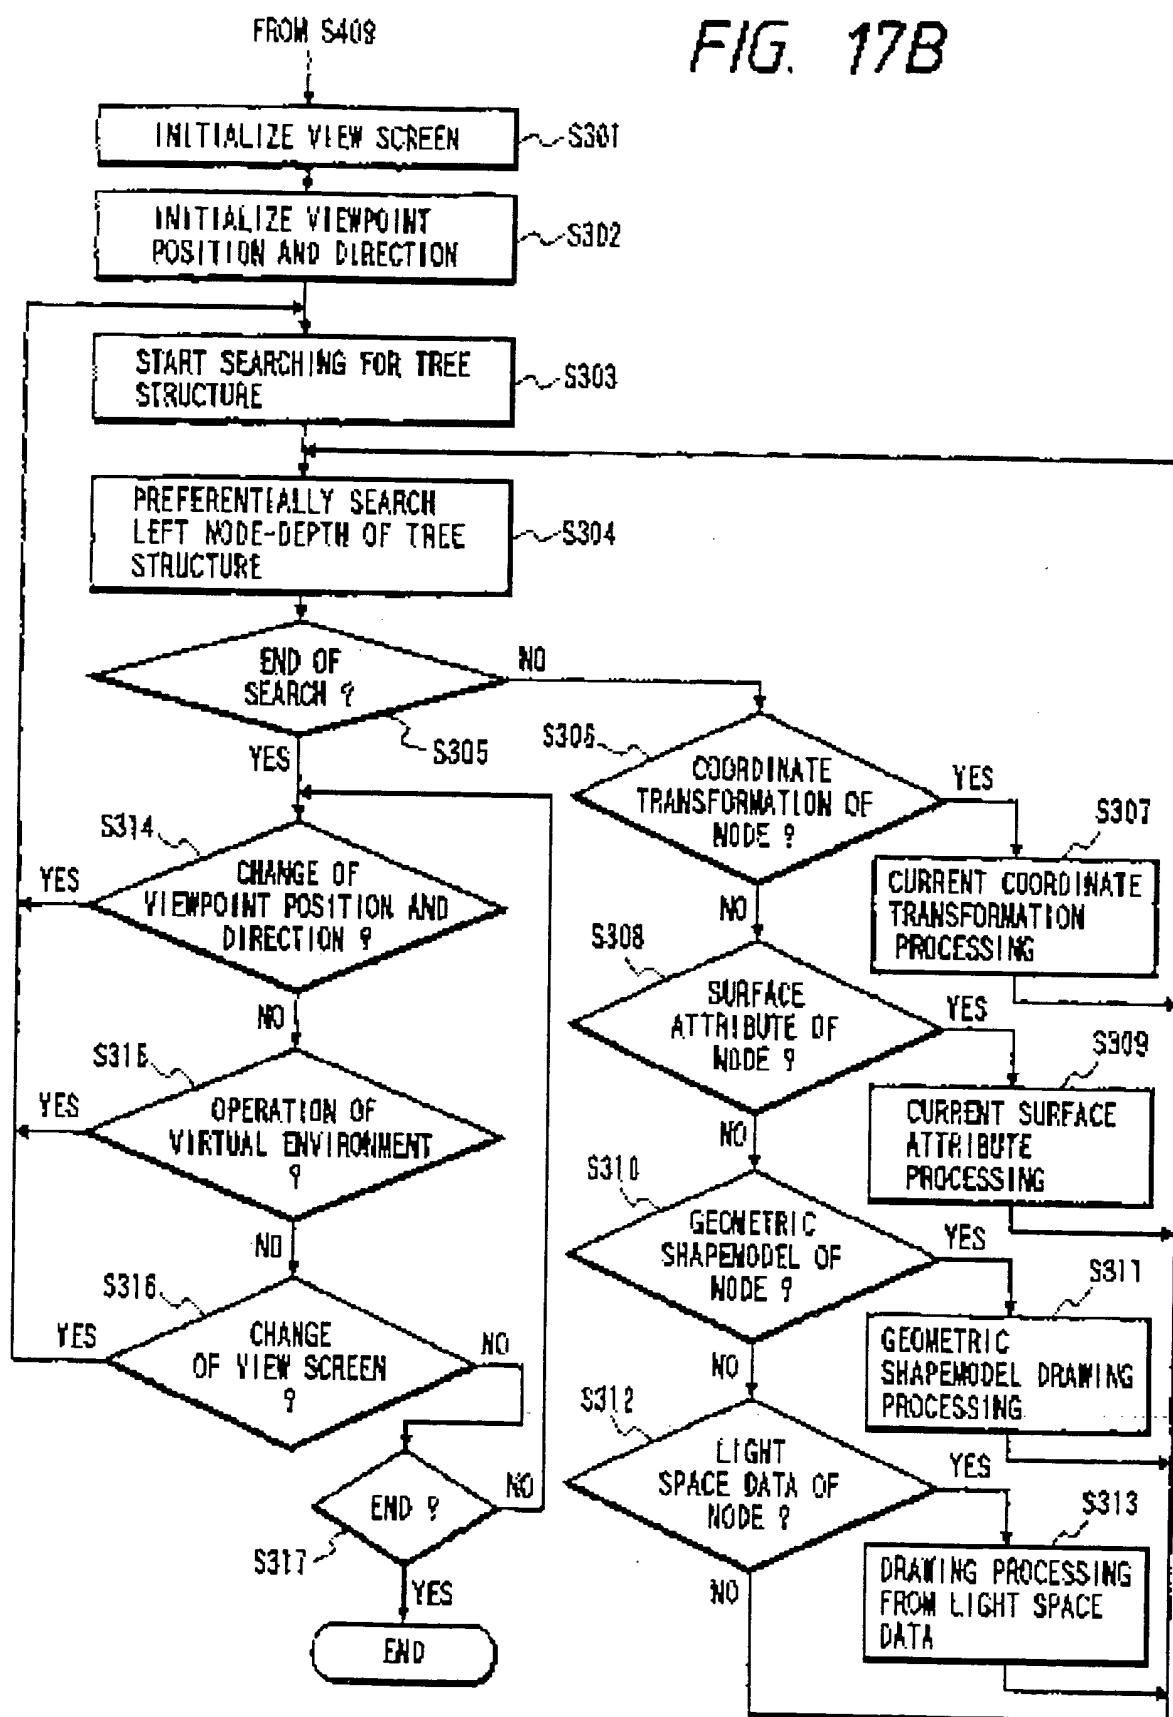 FROM S409
FIG. 17B
INITIALIZE VIEW SCREEN
S301
INITIALIZE VIEWPOINT
POSITION AND DIRECTION
S302
START SEARCHING FOR TREE
STRUCTURE
S303
PREFERENTIALLY SEARCH
LEFT NODE-DEPTH OF TREE
STRUCTURE
S304
END OF
SEARCH ?
NO
S305
YES
S306
COORDINATE
TRANSFORMATION OF
NODE ?
YES
S307
CURRENT COORDINATE
TRANSFORMATION
PROCESSING
NO
S308
SURFACE
ATTRIBUTE OF
NODE ?
YES
S309
CURRENT SURFACE
ATTRIBUTE
PROCESSING
NO
S310
GEOMETRIC
SHAPEMODEL OF
NODE ?
YES
S311
GEOMETRIC
SHAPEMODEL DRAWING
PROCESSING
NO
S312
LIGHT
SPACE DATA OF
NODE ?
YES
S313
DRAWING PROCESSING
FROM LIGHT SPACE
DATA
NO
S314
YES
CHANGE OF
VIEWPOINT POSITION AND
DIRECTION ?
NO
S315
YES
OPERATION OF
VIRTUAL ENVIRONMENT
?
NO
S316
YES
CHANGE
OF VIEW SCREEN
?
NO
END ?
NO
S317
YES
END